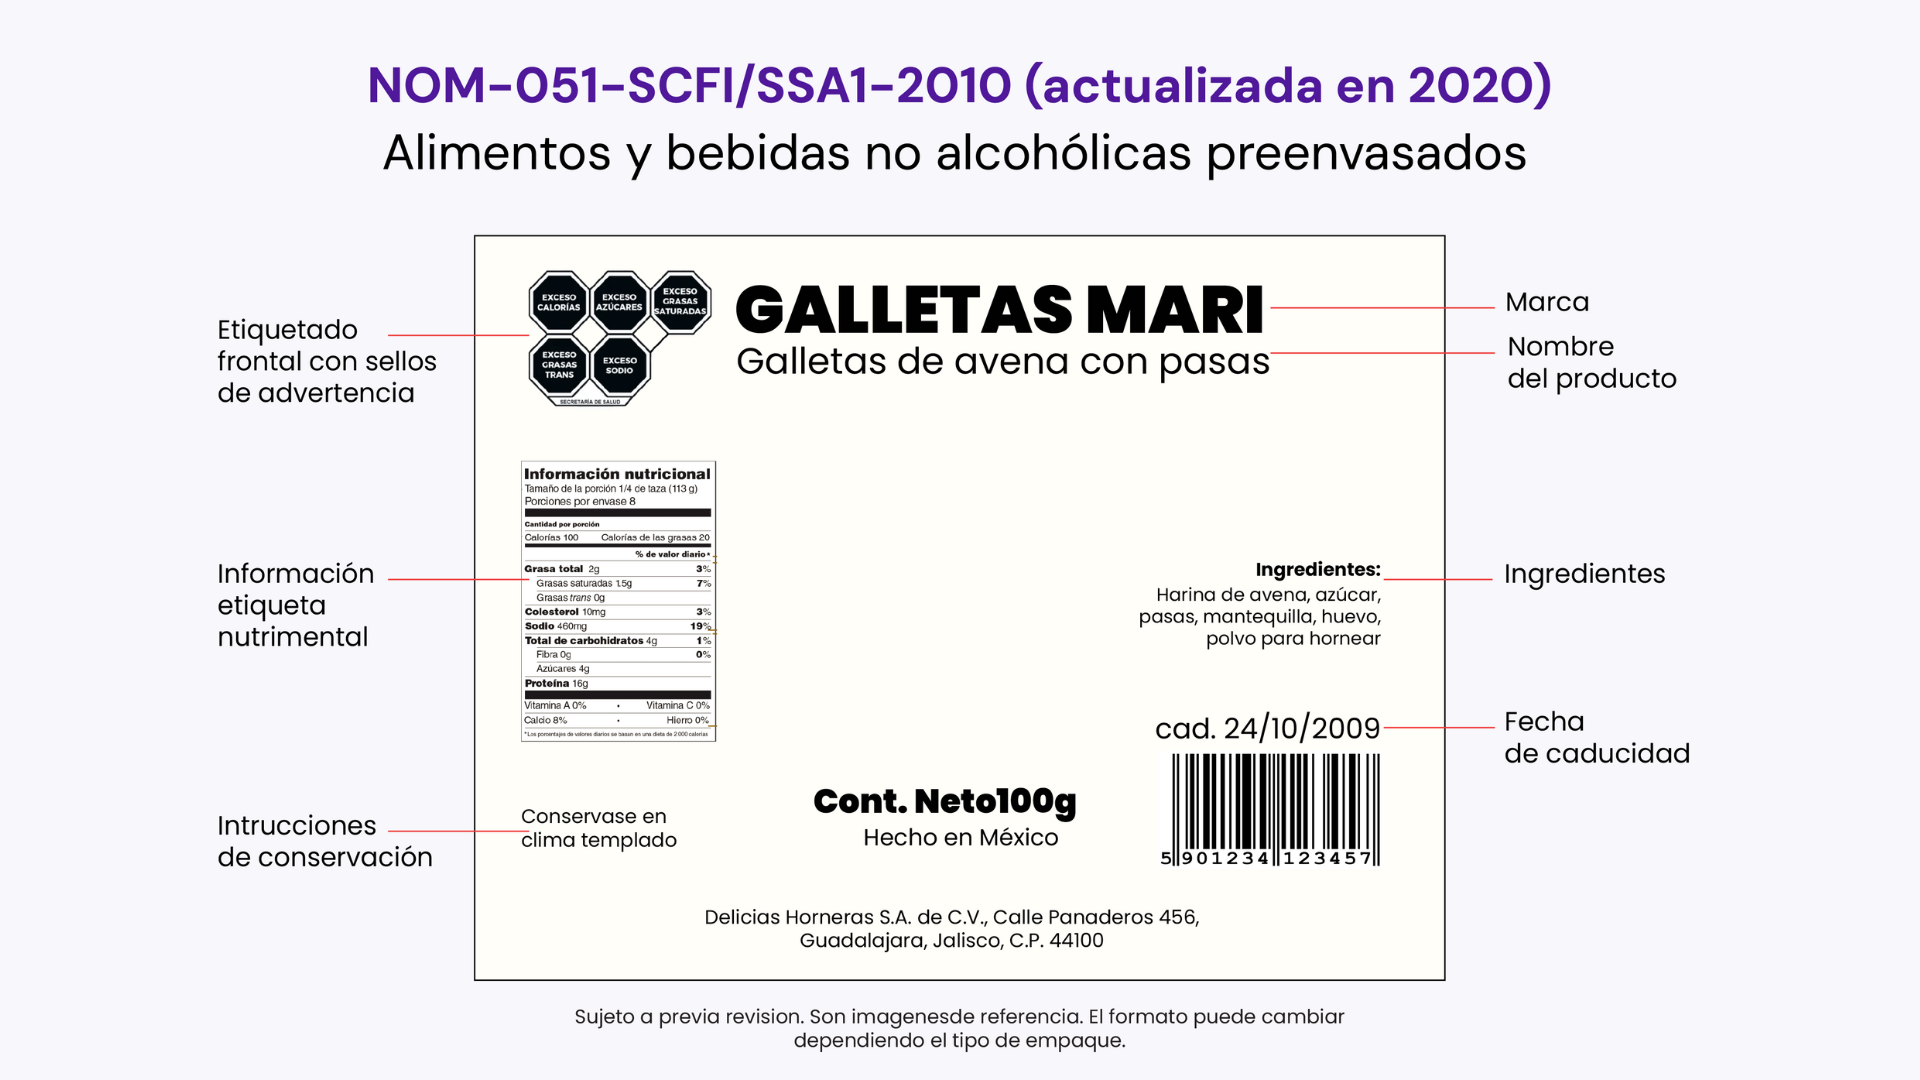 NOM-051-SCFI/SSA1-2010 (actualizada en 2020)
Alimentos y bebidas no alcohólicas preenvasados
Etiquetado
frontal con sellos
de advertencia
EXCESO
CALORÍAS
EXCESO
AZÚCARES
EXCESO
GRASAS
SATURADAS
EXCESO
GRASAS
TRANS
EXCESO
SODIO
SECRETARÍA DE SALUD
GALLETAS MARI
Galletas de avena con pasas
Marca
Nombre
del producto
Información
etiqueta
nutrimental
Información nutricional
Tamaño de la porción 1/4 de taza (113 g)
Porciones por envase 8
Cantidad por porción
Calorías 100 Calorías de las grasas 20
% de valor diario*
Grasa total 2g 3%
Grasas saturadas 1.5g 7%
Grasas trans 0g
Colesterol 10mg 3%
Sodio 460mg 19%
Total de carbohidratos 4g 1%
Fibra 0g 0%
Azúcares 4g
Proteína 16g
Vitamina A 0% • Vitamina C 0%
Calcio 8% • Hierro 0%
*Los porcentajes de valores diarios se basan en una dieta de 2 000 calorías
Ingredientes:
Harina de avena, azúcar,
pasas, mantequilla, huevo,
polvo para hornear
Ingredientes
cad. 24/10/2009
Fecha
de caducidad
5 901234 123457
Intrucciones
de conservación
Conservase en
clima templado
Cont. Neto100g
Hecho en México
Delicias Horneras S.A. de C.V., Calle Panaderos 456,
Guadalajara, Jalisco, C.P. 44100
Sujeto a previa revision. Son imagenesde referencia. El formato puede cambiar
dependiendo el tipo de empaque.